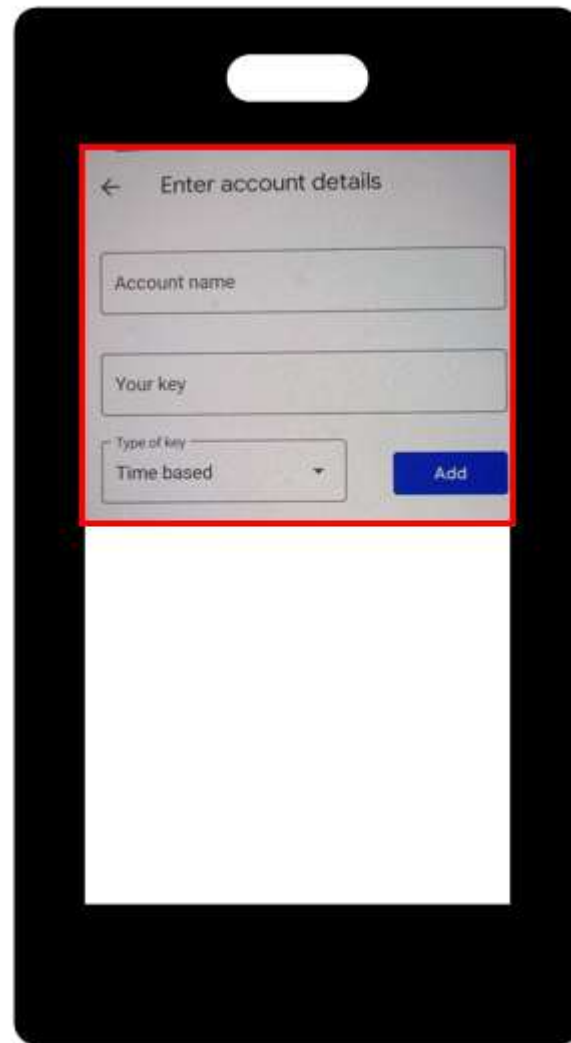 Enter account details
Account name
Your key
Type of key
Time based
Add